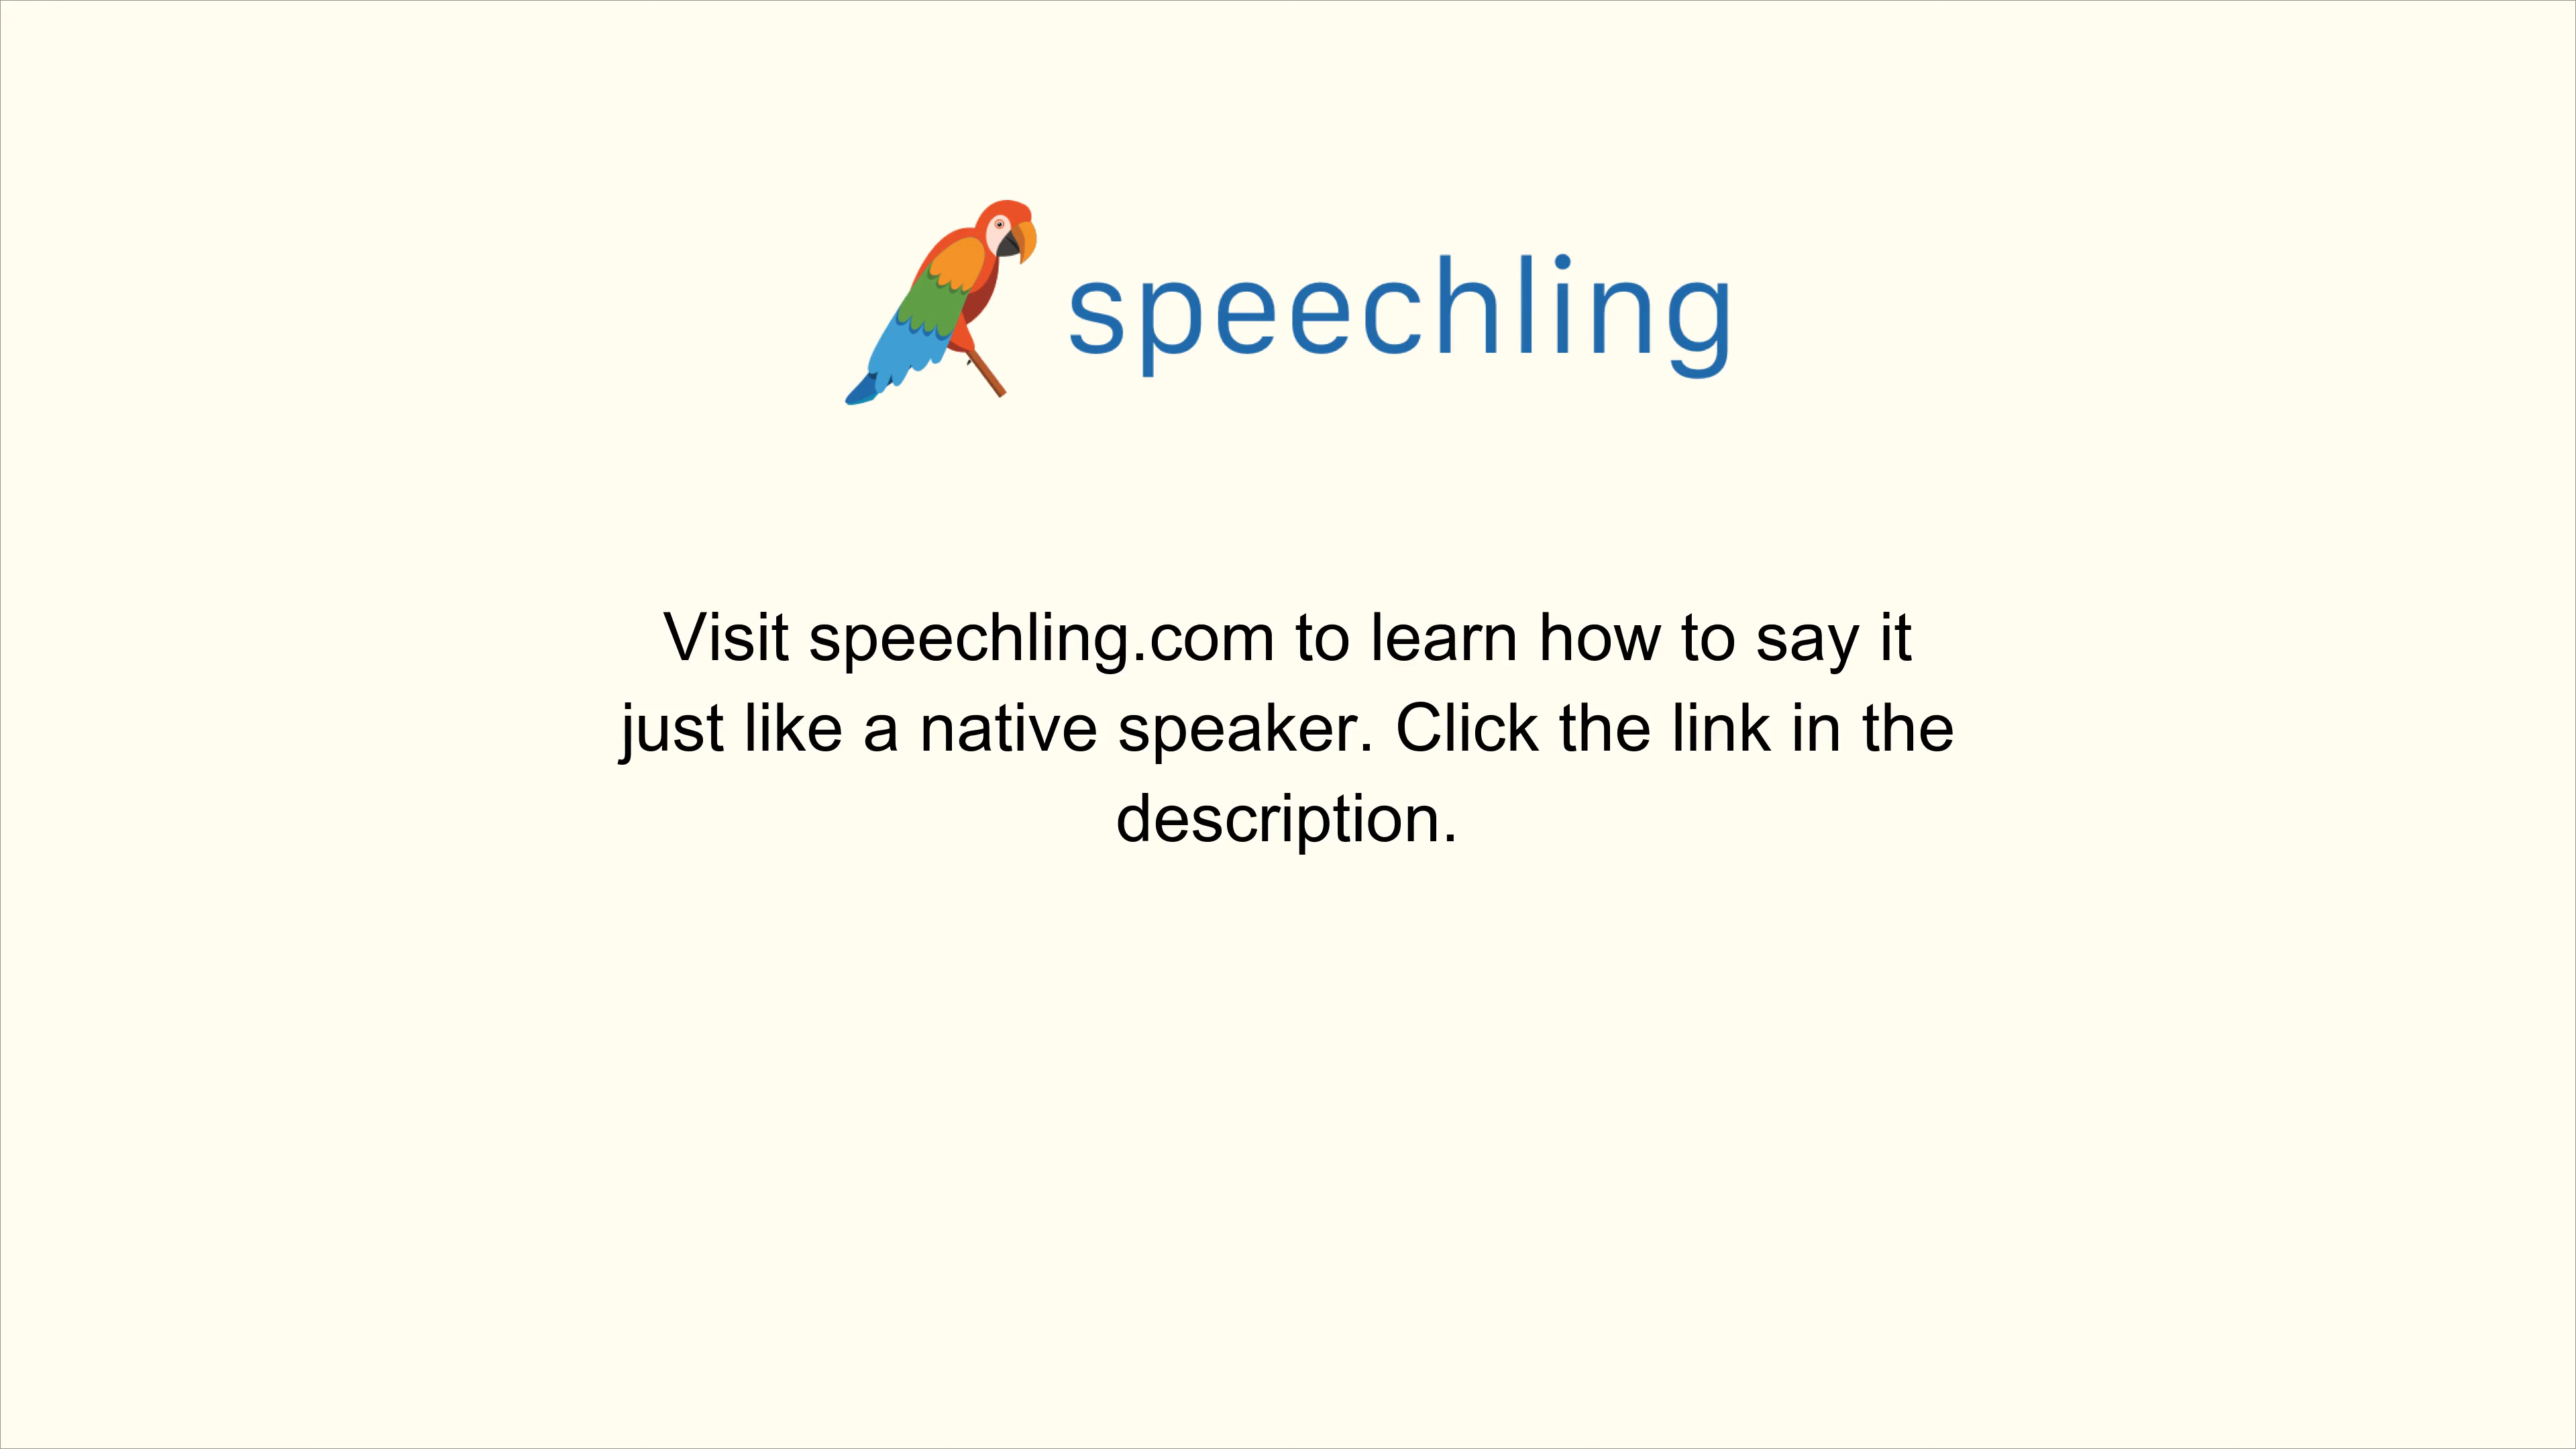 speechling
Visit speechling.com to learn how to say it
just like a native speaker. Click the link in the
description.